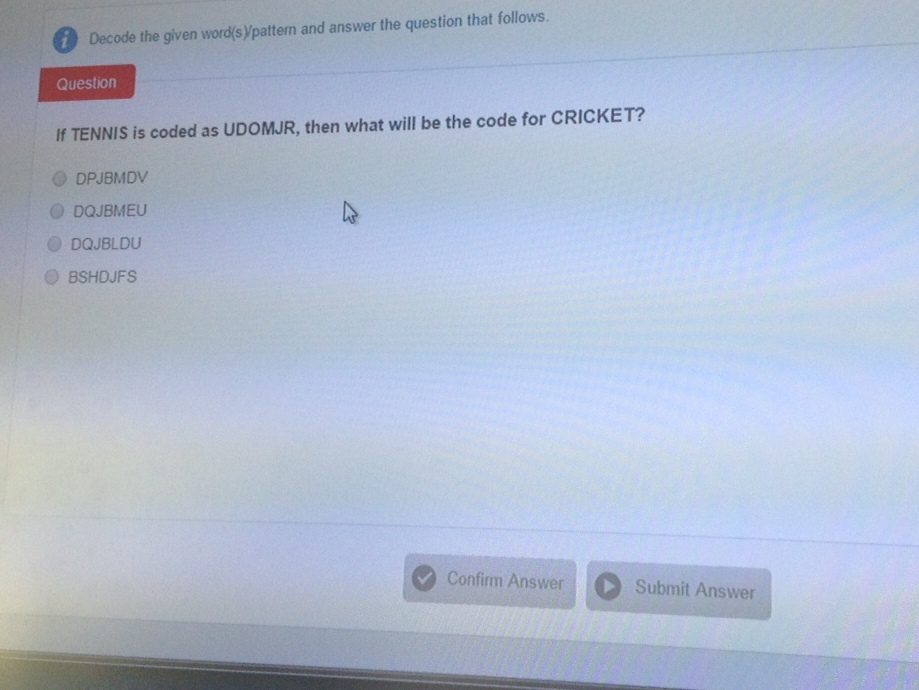 Decode the given word(s)/pattern and answer the question that follows.
Question
If TENNIS is coded as UDOMJR, then what will be the code for CRICKET?
DPJBMDV
DQJBMEU
DQJBLDU
BSHDJFS
Confirm Answer
Submit Answer